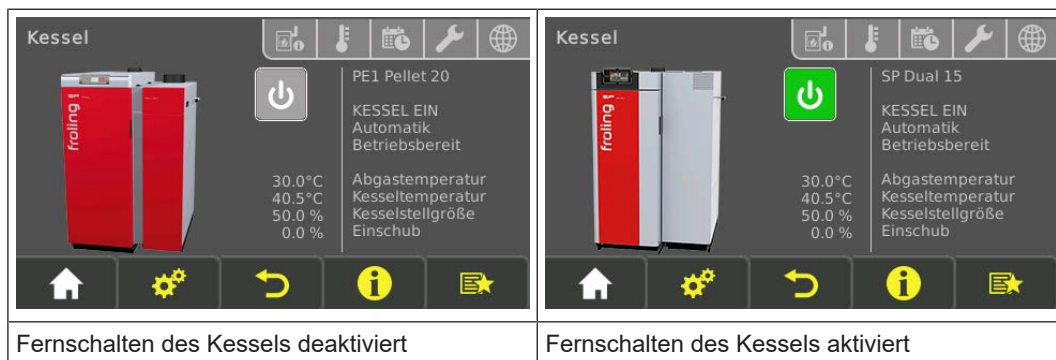 Kessel
PE1 Pellet 20
KESSEL EIN
Automatik
Betriebsbereit
30.0°C Abgastemperatur
40.5°C Kesseltemperatur
50.0 % Kesselstellgröße
0.0 % Einschub
froling
Fernschalten des Kessels deaktiviert
Kessel
SP Dual 15
KESSEL EIN
Automatik
Betriebsbereit
30.0°C Abgastemperatur
40.5°C Kesseltemperatur
50.0 % Kesselstellgröße
0.0 % Einschub
froling
Fernschalten des Kessels aktiviert